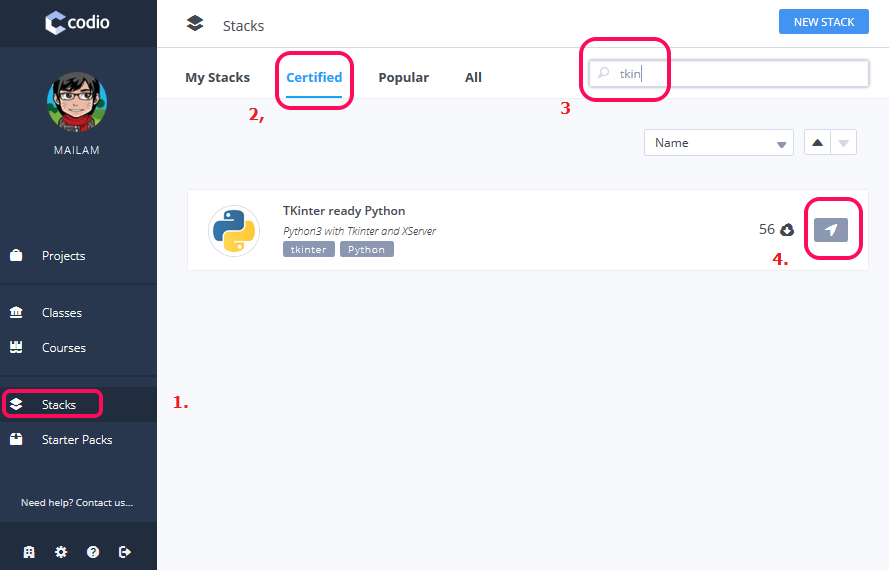 codio
MAILAM
Projects
Classes
Courses
Stacks
1.
Starter Packs
Need help? Contact us...
Stacks
NEW STACK
My Stacks
Certified
Popular
All
2,
tkin
3
Name
TKinter ready Python
Python3 with Tkinter and XServer
tkinter
Python
56
4.